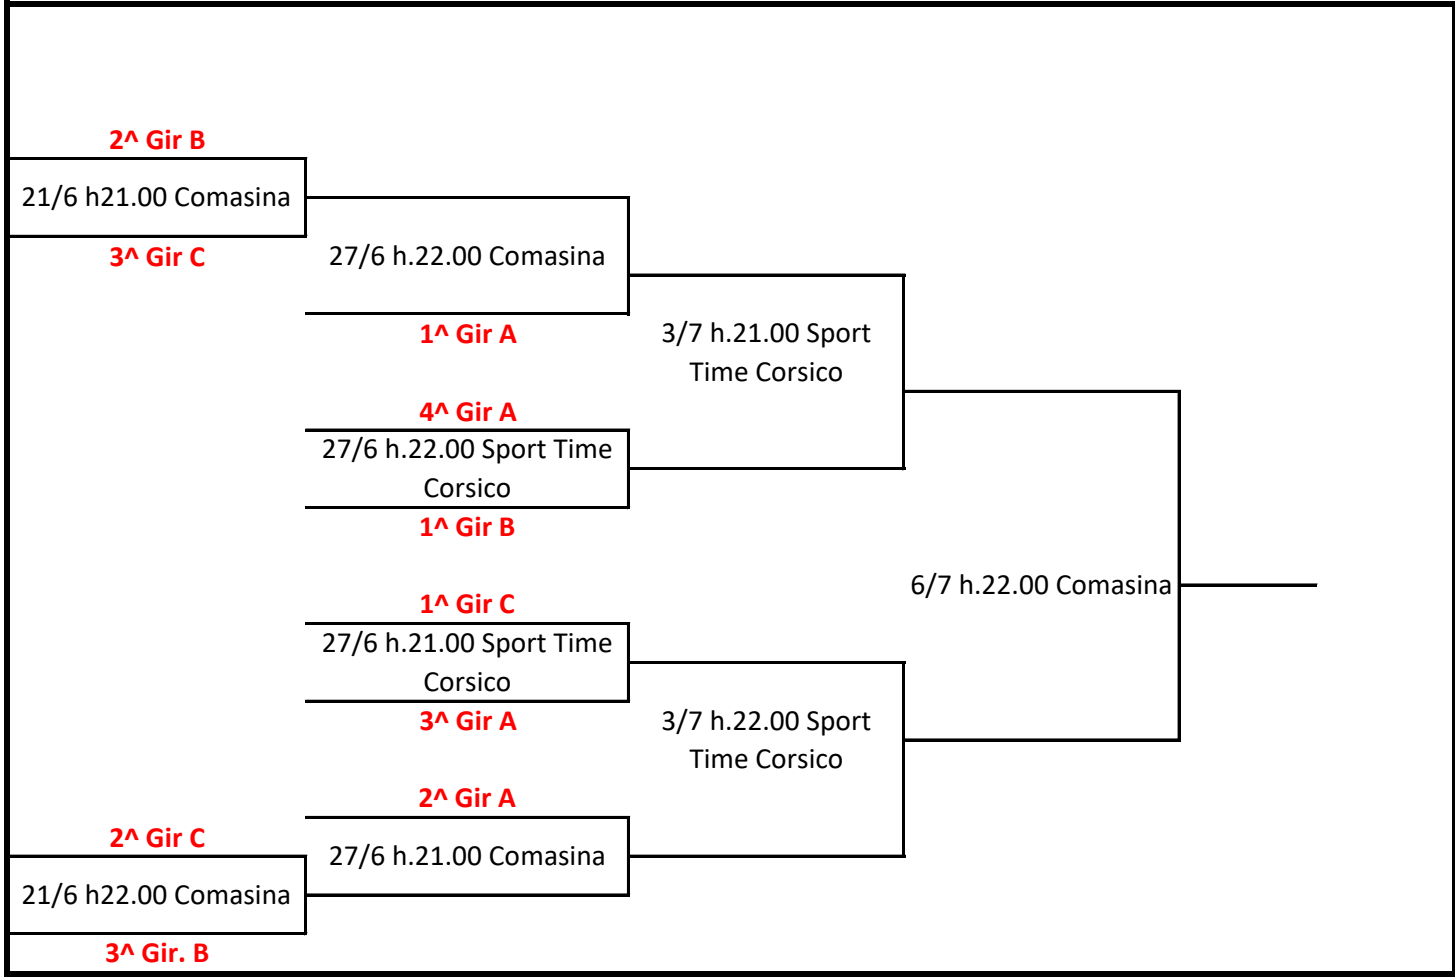 2^ Gir B
21/6 h21.00 Comasina
3^ Gir C
27/6 h.22.00 Comasina
1^ Gir A
3/7 h.21.00 Sport
Time Corsico
4^ Gir A
27/6 h.22.00 Sport Time
Corsico
1^ Gir B
6/7 h.22.00 Comasina
1^ Gir C
27/6 h.21.00 Sport Time
Corsico
3^ Gir A
3/7 h.22.00 Sport
Time Corsico
2^ Gir A
27/6 h.21.00 Comasina
2^ Gir C
21/6 h22.00 Comasina
3^ Gir. B